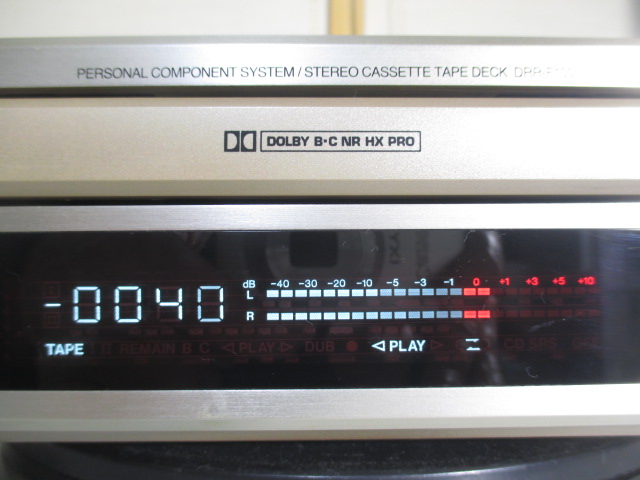 PERSONAL COMPONENT SYSTEM / STEREO CASSETTE TAPE DECK
DOLBY B·C NR HX PRO
dB -40 -30 -20 -10 -5 -3 -1 0 +1 +3 +5 +10
L
-0040
R
TAPE REMAIN B C ◁ PLAY ▷ DUB ● ◁ PLAY ▷ CD SPS